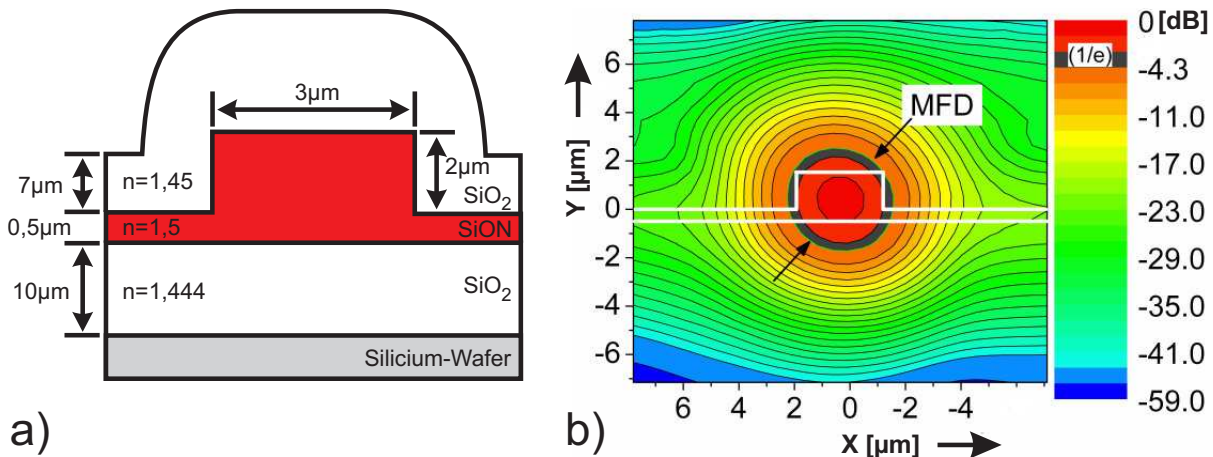 3µm
2µm
7µm
n=1,45
SiO2
0,5µm
n=1,5
SiON
10µm
n=1,444
SiO2
Silicium-Wafer
a)
MFD
Y [µm]
6
4
2
0
-2
-4
-6
6 4 2 0 -2 -4
X [µm]
b)
0 [dB]
(1/e)
-4.3
-11.0
-17.0
-23.0
-29.0
-35.0
-41.0
-59.0